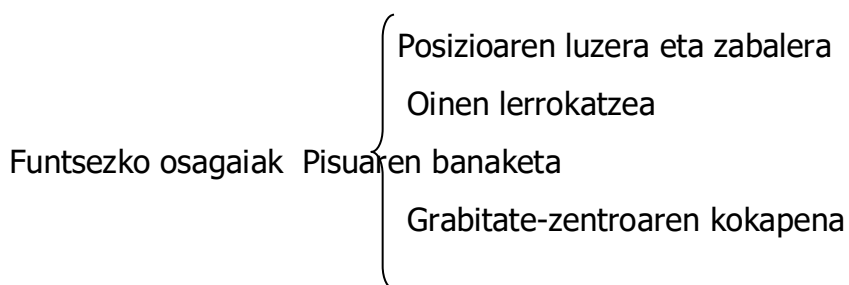 Posizioaren luzera eta zabalera
Oinen lerrokatzea
Funtsezko osagaiak Pisuaren banaketa
Grabitate-zentroaren kokapena